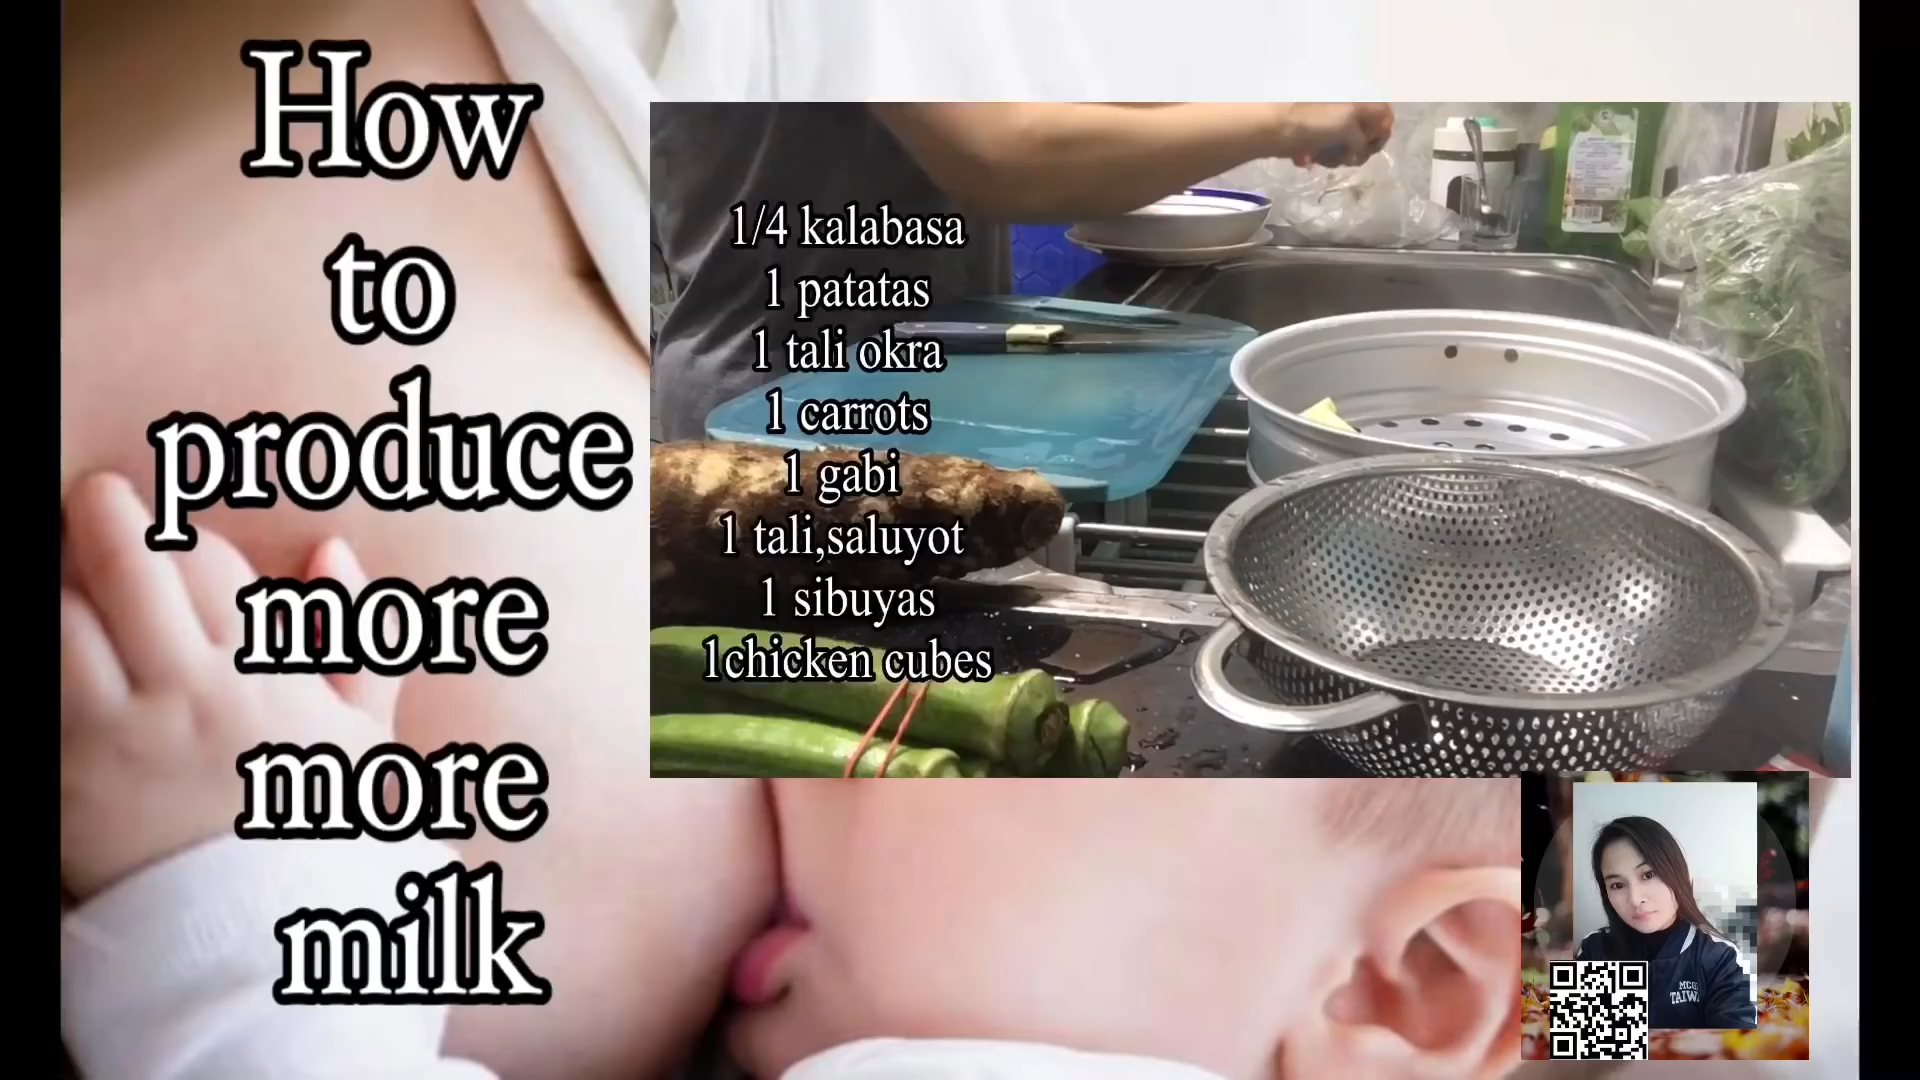 How
to
produce
more
more
milk
1/4 kalabasa
1 patatas
1 tali okra
1 carrots
1 gabi
1 tali,saluyot
1 sibuyas
1chicken cubes